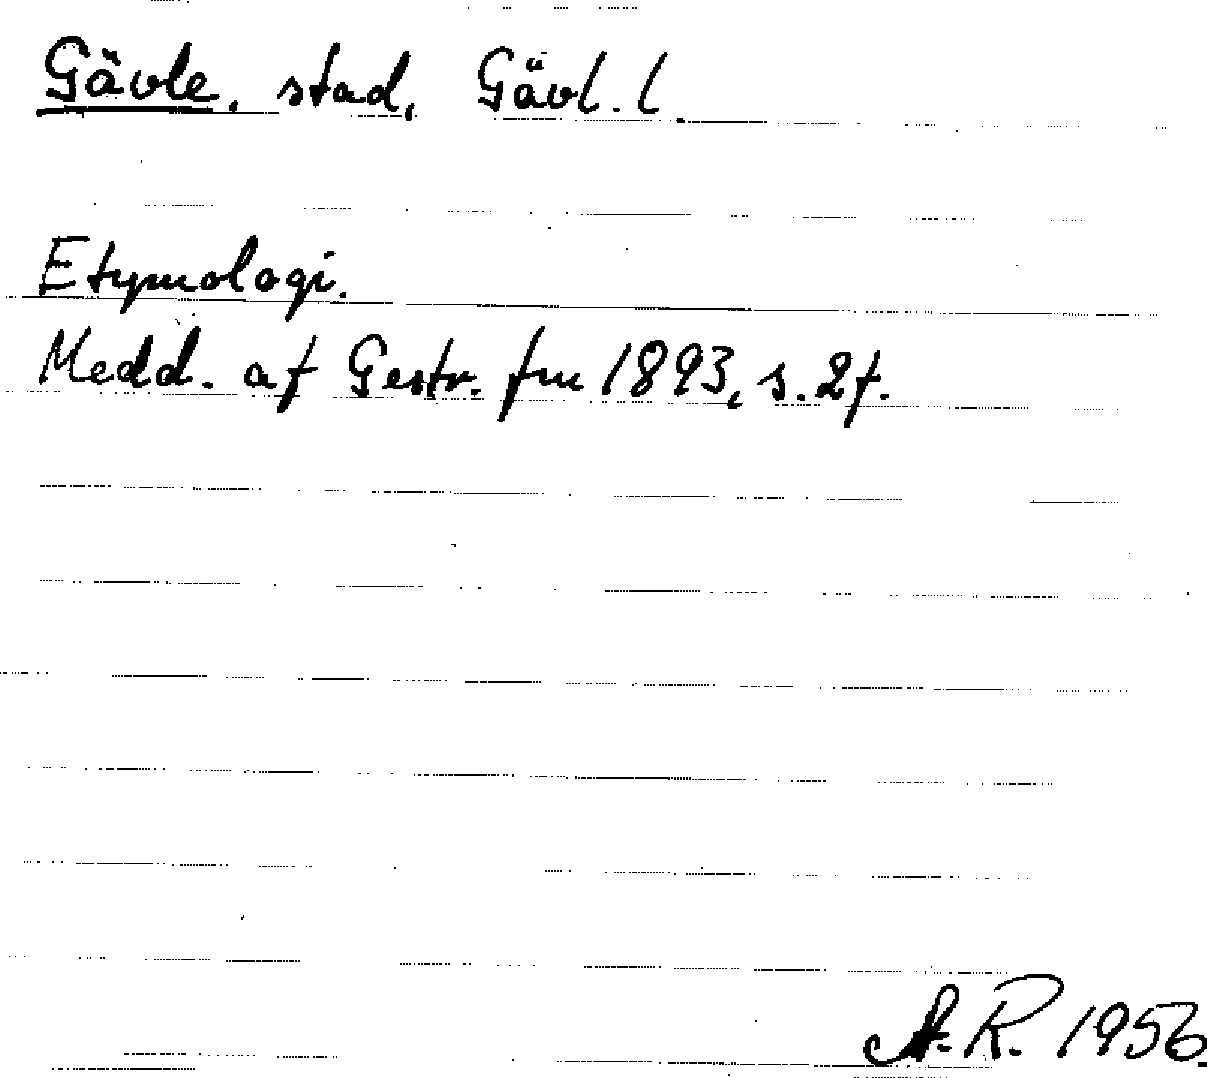 Gävle, stad, Gävl. l.
Etymologi.
Medd. af Gestr. fm 1893, s. 2 f.
A.R. 1956.